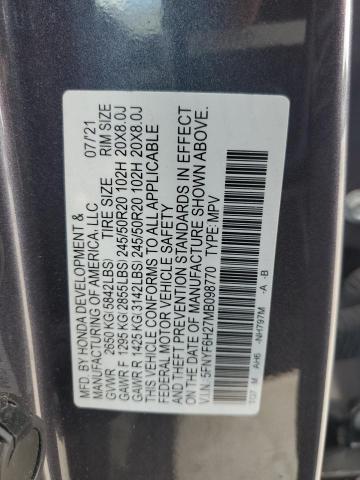 MFD. BY HONDA DEVELOPMENT &
MANUFACTURING OF AMERICA, LLC 07/21
GVWR 2650 KG(5842LBS) TIRE SIZE RIM SIZE
GAWR F 1295 KG(2855LBS) 245/50R20 102H 20X8.0J
GAWR R 1425 KG(3142LBS) 245/50R20 102H 20X8.0J
THIS VEHICLE CONFORMS TO ALL APPLICABLE
FEDERAL MOTOR VEHICLE SAFETY
AND THEFT PREVENTION STANDARDS IN EFFECT
ON THE DATE OF MANUFACTURE SHOWN ABOVE.
V.I.N.: 5FNYF6H27MB098770 TYPE: MPV
AH6 -NH797M -A -B